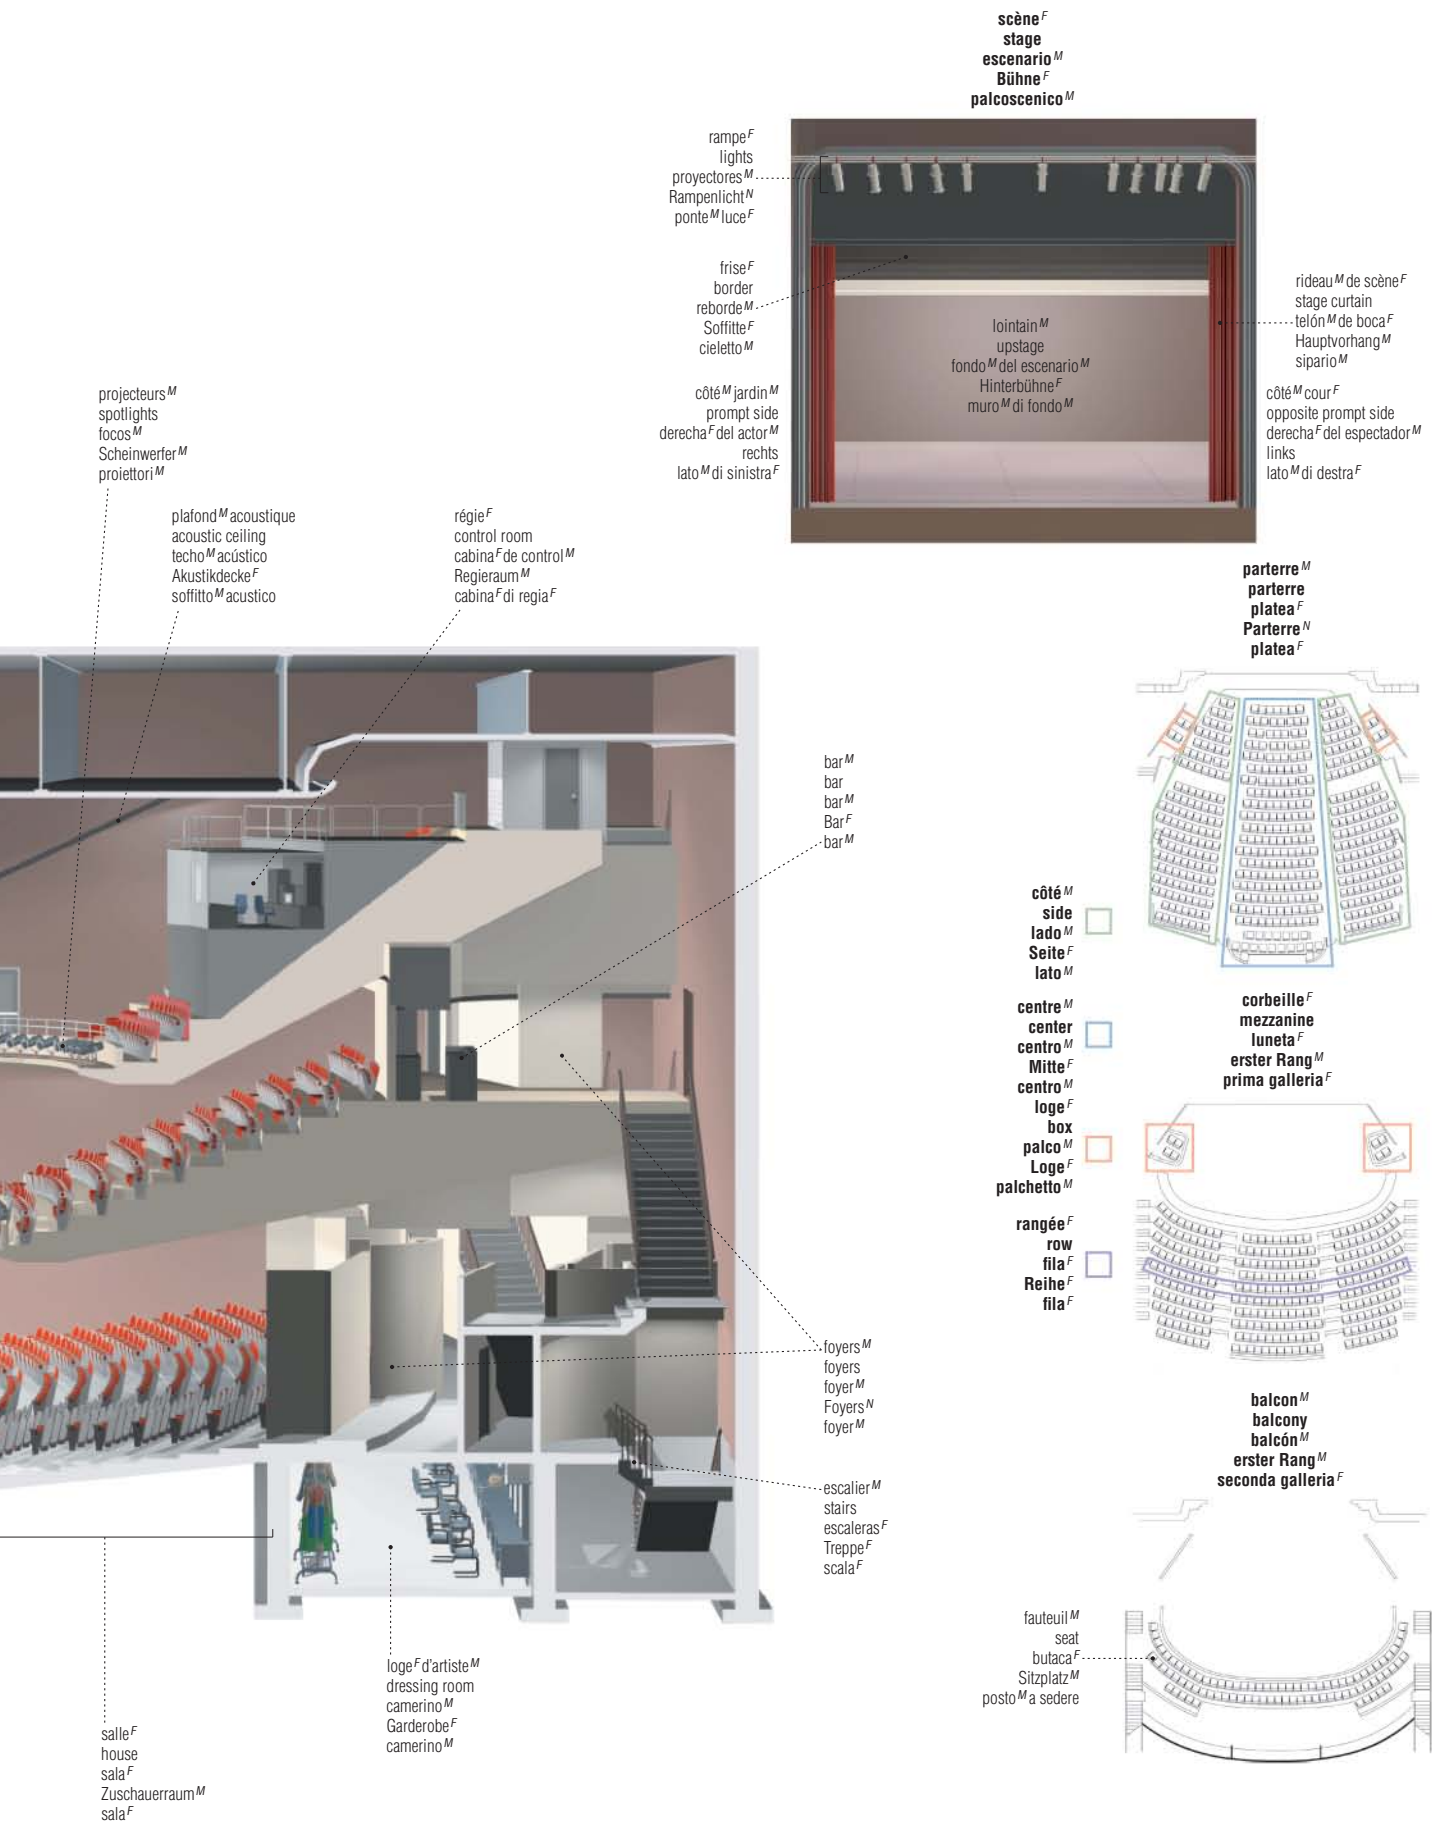 scène F
stage
escenario M
Bühne F
palcoscenico M
rampe F
lights
proyectores M
Rampenlicht N
ponte M luce F
frise F
border
reborde M
Soffitte F
cieletto M
lointain M
upstage
fondo M del escenario M
Hinterbühne F
muro M di fondo M
rideau M de scène F
stage curtain
telón M de boca F
Hauptvorhang M
sipario M
côté M jardin M
prompt side
derecha F del actor M
rechts
lato M di sinistra F
côté M cour F
opposite prompt side
derecha F del espectador M
links
lato M di destra F
projecteurs M
spotlights
focos M
Scheinwerfer M
proiettori M
plafond M acoustique
acoustic ceiling
techo M acústico
Akustikdecke F
soffitto M acustico
régie F
control room
cabina F de control M
Regieraum M
cabina F di regia F
parterre M
parterre
platea F
Parterre N
platea F
bar M
bar
bar M
Bar F
bar M
côté M
side
lado M
Seite F
lato M
centre M
center
centro M
Mitte F
centro M
loge F
box
palco M
Loge F
palchetto M
rangée F
row
fila F
Reihe F
fila F
corbeille F
mezzanine
luneta F
erster Rang M
prima galleria F
foyers M
foyers
foyer M
Foyers N
foyer M
balcon M
balcony
balcón M
erster Rang M
seconda galleria F
escalier M
stairs
escaleras F
Treppe F
scala F
fauteuil M
seat
butaca F
Sitzplatz M
posto M a sedere
loge F d'artiste M
dressing room
camerino M
Garderobe F
camerino M
salle F
house
sala F
Zuschauerraum M
sala F